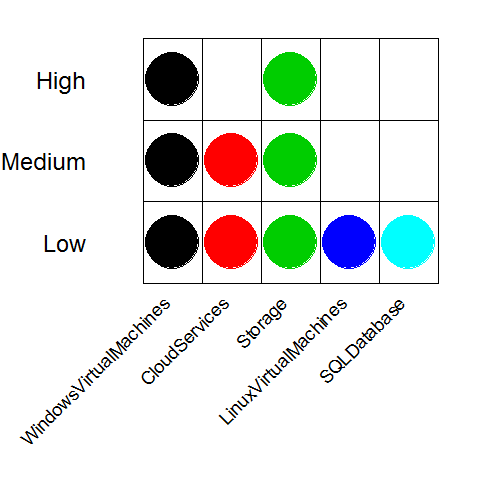 High
Medium
Low
WindowsVirtualMachines
CloudServices
Storage
LinuxVirtualMachines
SQLDatabase